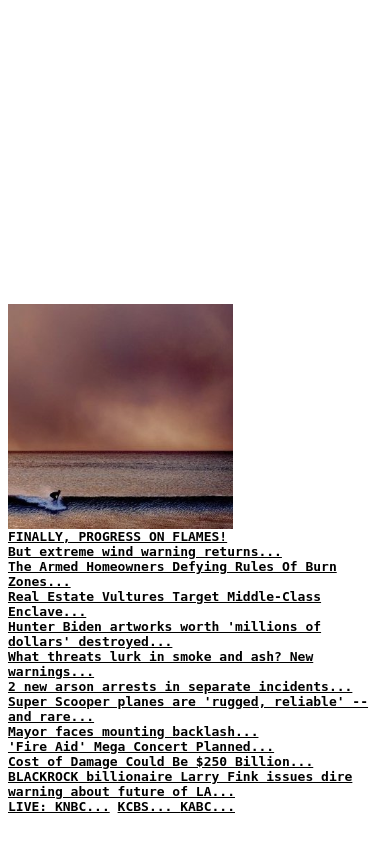 FINALLY, PROGRESS ON FLAMES!
But extreme wind warning returns...
The Armed Homeowners Defying Rules Of Burn
Zones...
Real Estate Vultures Target Middle-Class
Enclave...
Hunter Biden artworks worth 'millions of
dollars' destroyed...
What threats lurk in smoke and ash? New
warnings...
2 new arson arrests in separate incidents...
Super Scooper planes are 'rugged, reliable' --
and rare...
Mayor faces mounting backlash...
'Fire Aid' Mega Concert Planned...
Cost of Damage Could Be $250 Billion...
BLACKROCK billionaire Larry Fink issues dire
warning about future of LA...
LIVE: KNBC... KCBS... KABC...